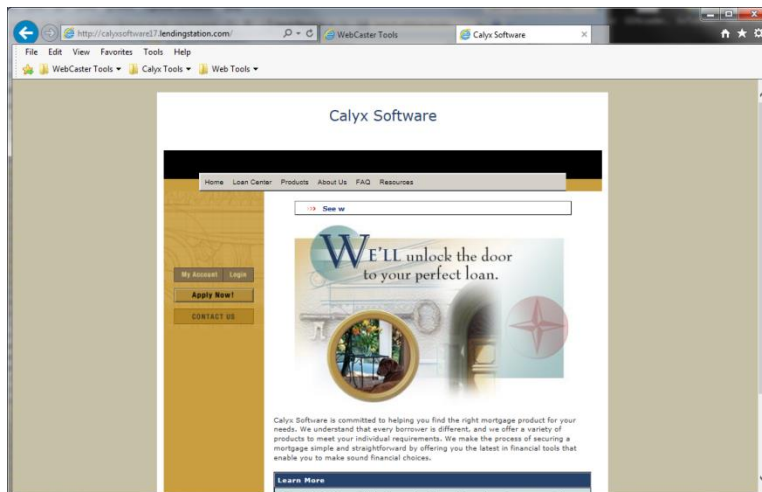 http://calyxsoftware17.lendingstation.com/
WebCaster Tools
Calyx Software
File Edit View Favorites Tools Help
WebCaster Tools Calyx Tools Web Tools
Calyx Software
Home Loan Center Products About Us FAQ Resources
See w
WE'LL unlock the door
to your perfect loan.
My Account Login
Apply Now!
CONTACT US
Calyx Software is committed to helping you find the right mortgage product for your
needs. We understand that every borrower is different, and we offer a variety of
products to meet your individual requirements. We make the process of securing a
mortgage simple and straightforward by offering you the latest in financial tools that
enable you to make sound financial choices.
Learn More